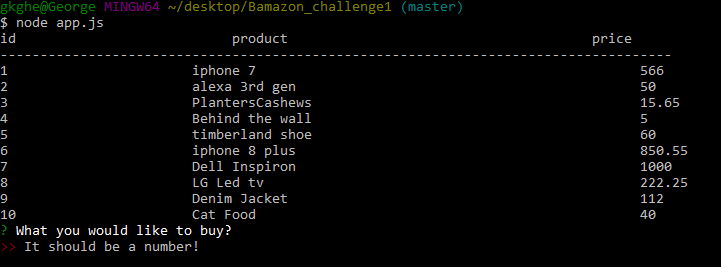 gkghe@George MINGW64 ~/desktop/Bamazon_challenge1 (master)
$ node app.js
id product price
--------------------------------------------------------------------------------
1 iphone 7 566
2 alexa 3rd gen 50
3 PlantersCashews 15.65
4 Behind the wall 5
5 timberland shoe 60
6 iphone 8 plus 850.55
7 Dell Inspiron 1000
8 LG Led tv 222.25
9 Denim Jacket 112
10 Cat Food 40
? What you would like to buy?
>> It should be a number!